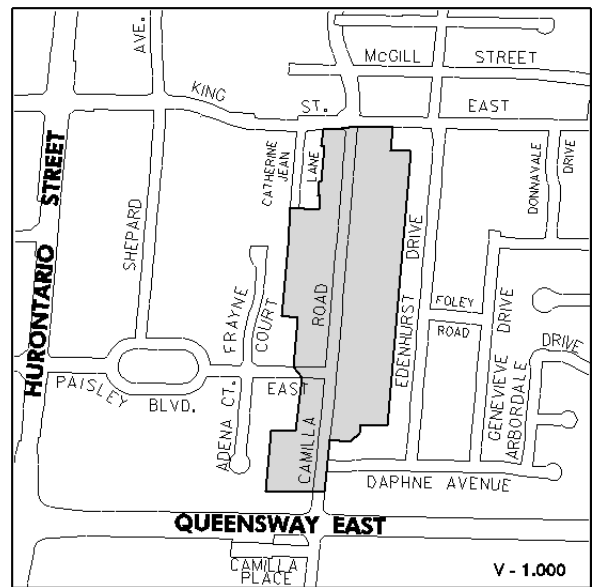 AVE.
McGILL STREET
KING ST. EAST
HURONTARIO STREET
SHEPARD
CATHERINE JEAN LANE
DONNAVALE DRIVE
FRAYNE COURT
ROAD
EDENHURST DRIVE
FOLEY ROAD
GENEVIEVE DRIVE
ARBORDALE
DRIVE
PAISLEY BLVD. EAST
ADENA CT.
CAMILLA
DAPHNE AVENUE
QUEENSWAY EAST
CAMILLA PLACE
V - 1.000